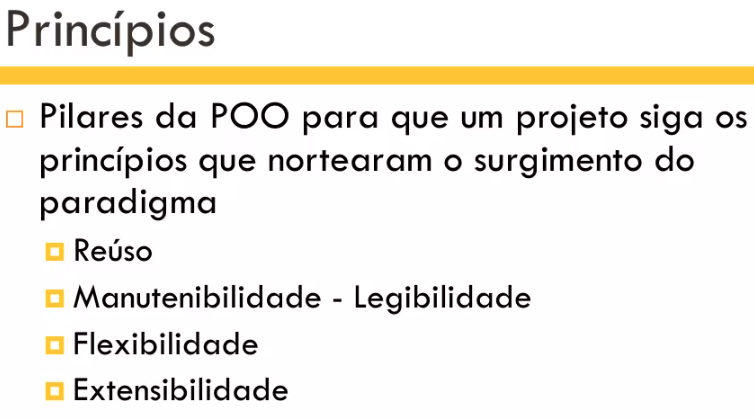 Princípios
Pilares da POO para que um projeto siga os
princípios que nortearam o surgimento do
paradigma
Reúso
Manutenibilidade - Legibilidade
Flexibilidade
Extensibilidade